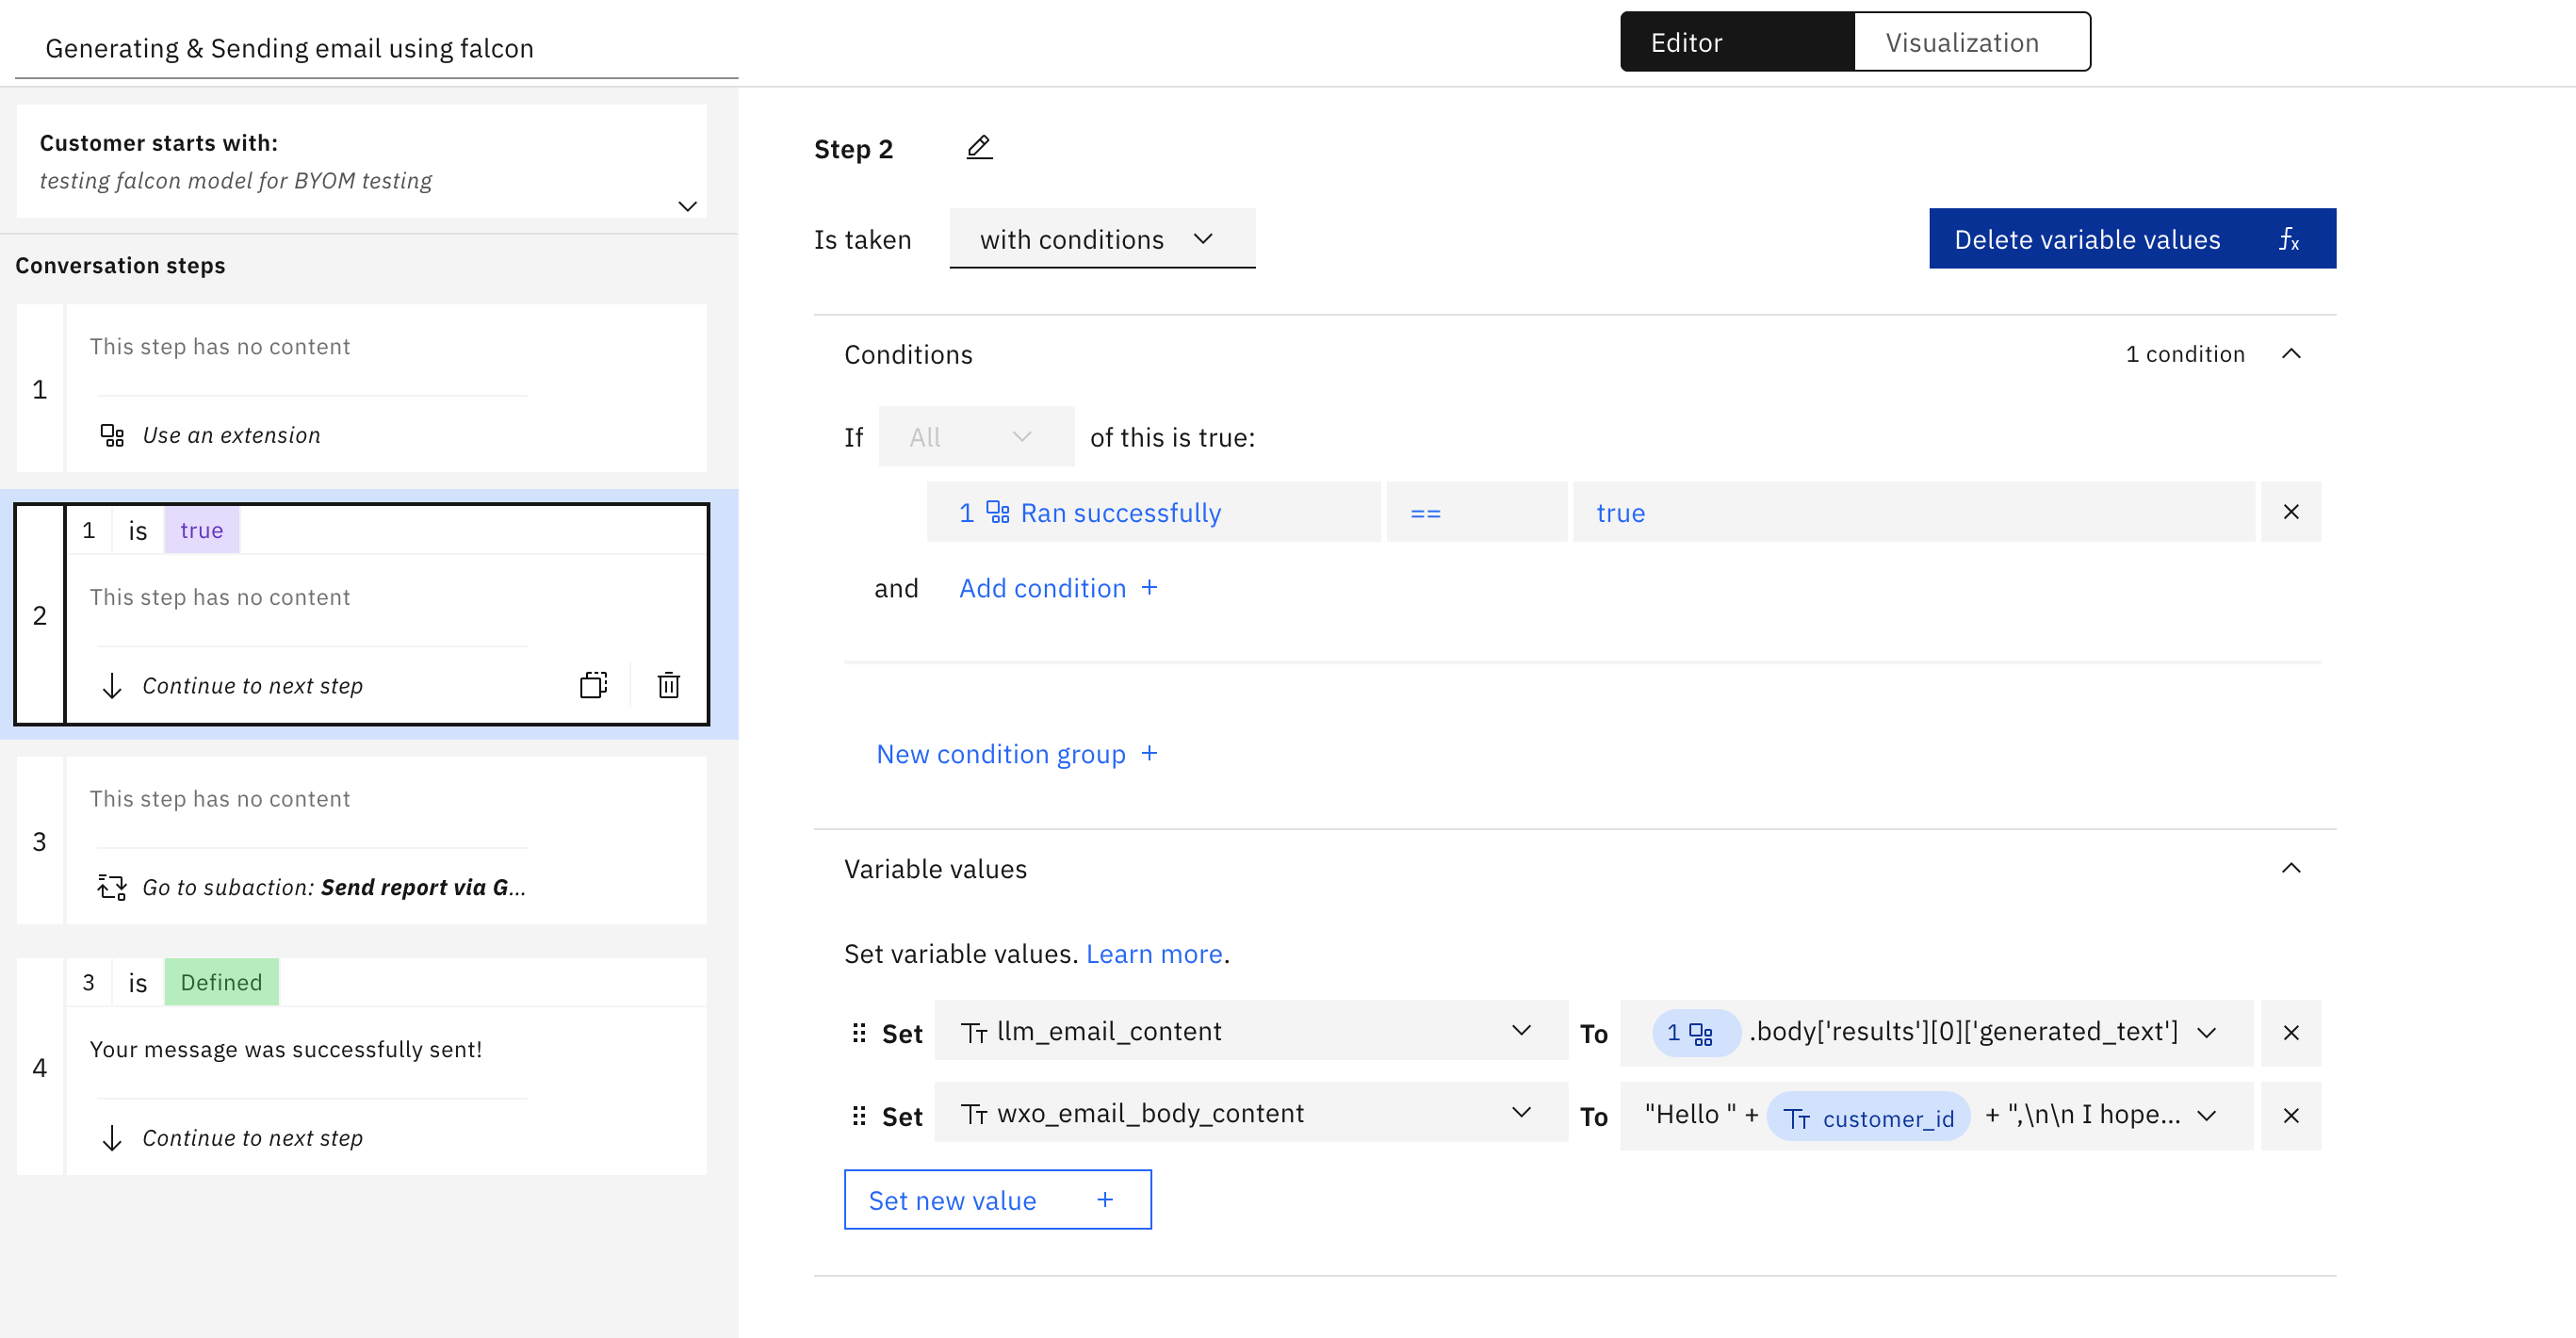 Generating & Sending email using falcon
Editor
Visualization
Customer starts with:
testing falcon model for BYOM testing
Conversation steps
1
This step has no content
Use an extension
2
1 is true
This step has no content
Continue to next step
3
This step has no content
Go to subaction: Send report via G...
4
3 is Defined
Your message was successfully sent!
Continue to next step
Step 2
Is taken with conditions
Delete variable values fx
Conditions
1 condition
If All of this is true:
1 Ran successfully == true
and Add condition +
New condition group +
Variable values
Set variable values. Learn more.
Set Tт llm_email_content To 1 .body['results'][0]['generated_text']
Set Tт wxo_email_body_content To "Hello " + Tт customer_id + ",\n\n I hope...
Set new value +